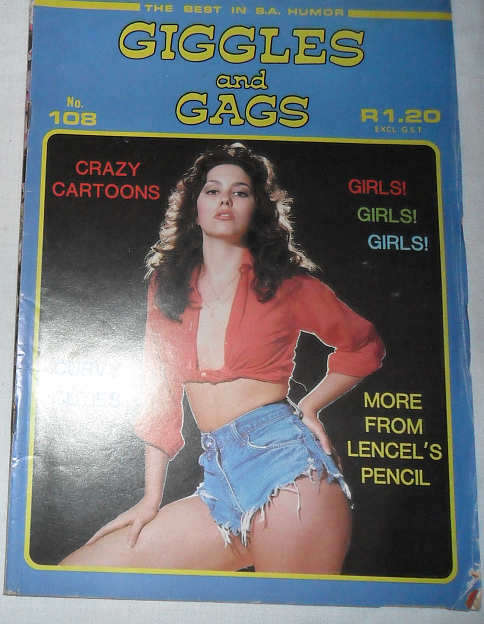 THE BEST IN S.A. HUMOR
GIGGLES
and
GAGS
No.
108
R1.20
EXCL. G.S.T.
CRAZY
CARTOONS
GIRLS!
GIRLS!
GIRLS!
CURVY
MORE
FROM
LENCEL'S
PENCIL